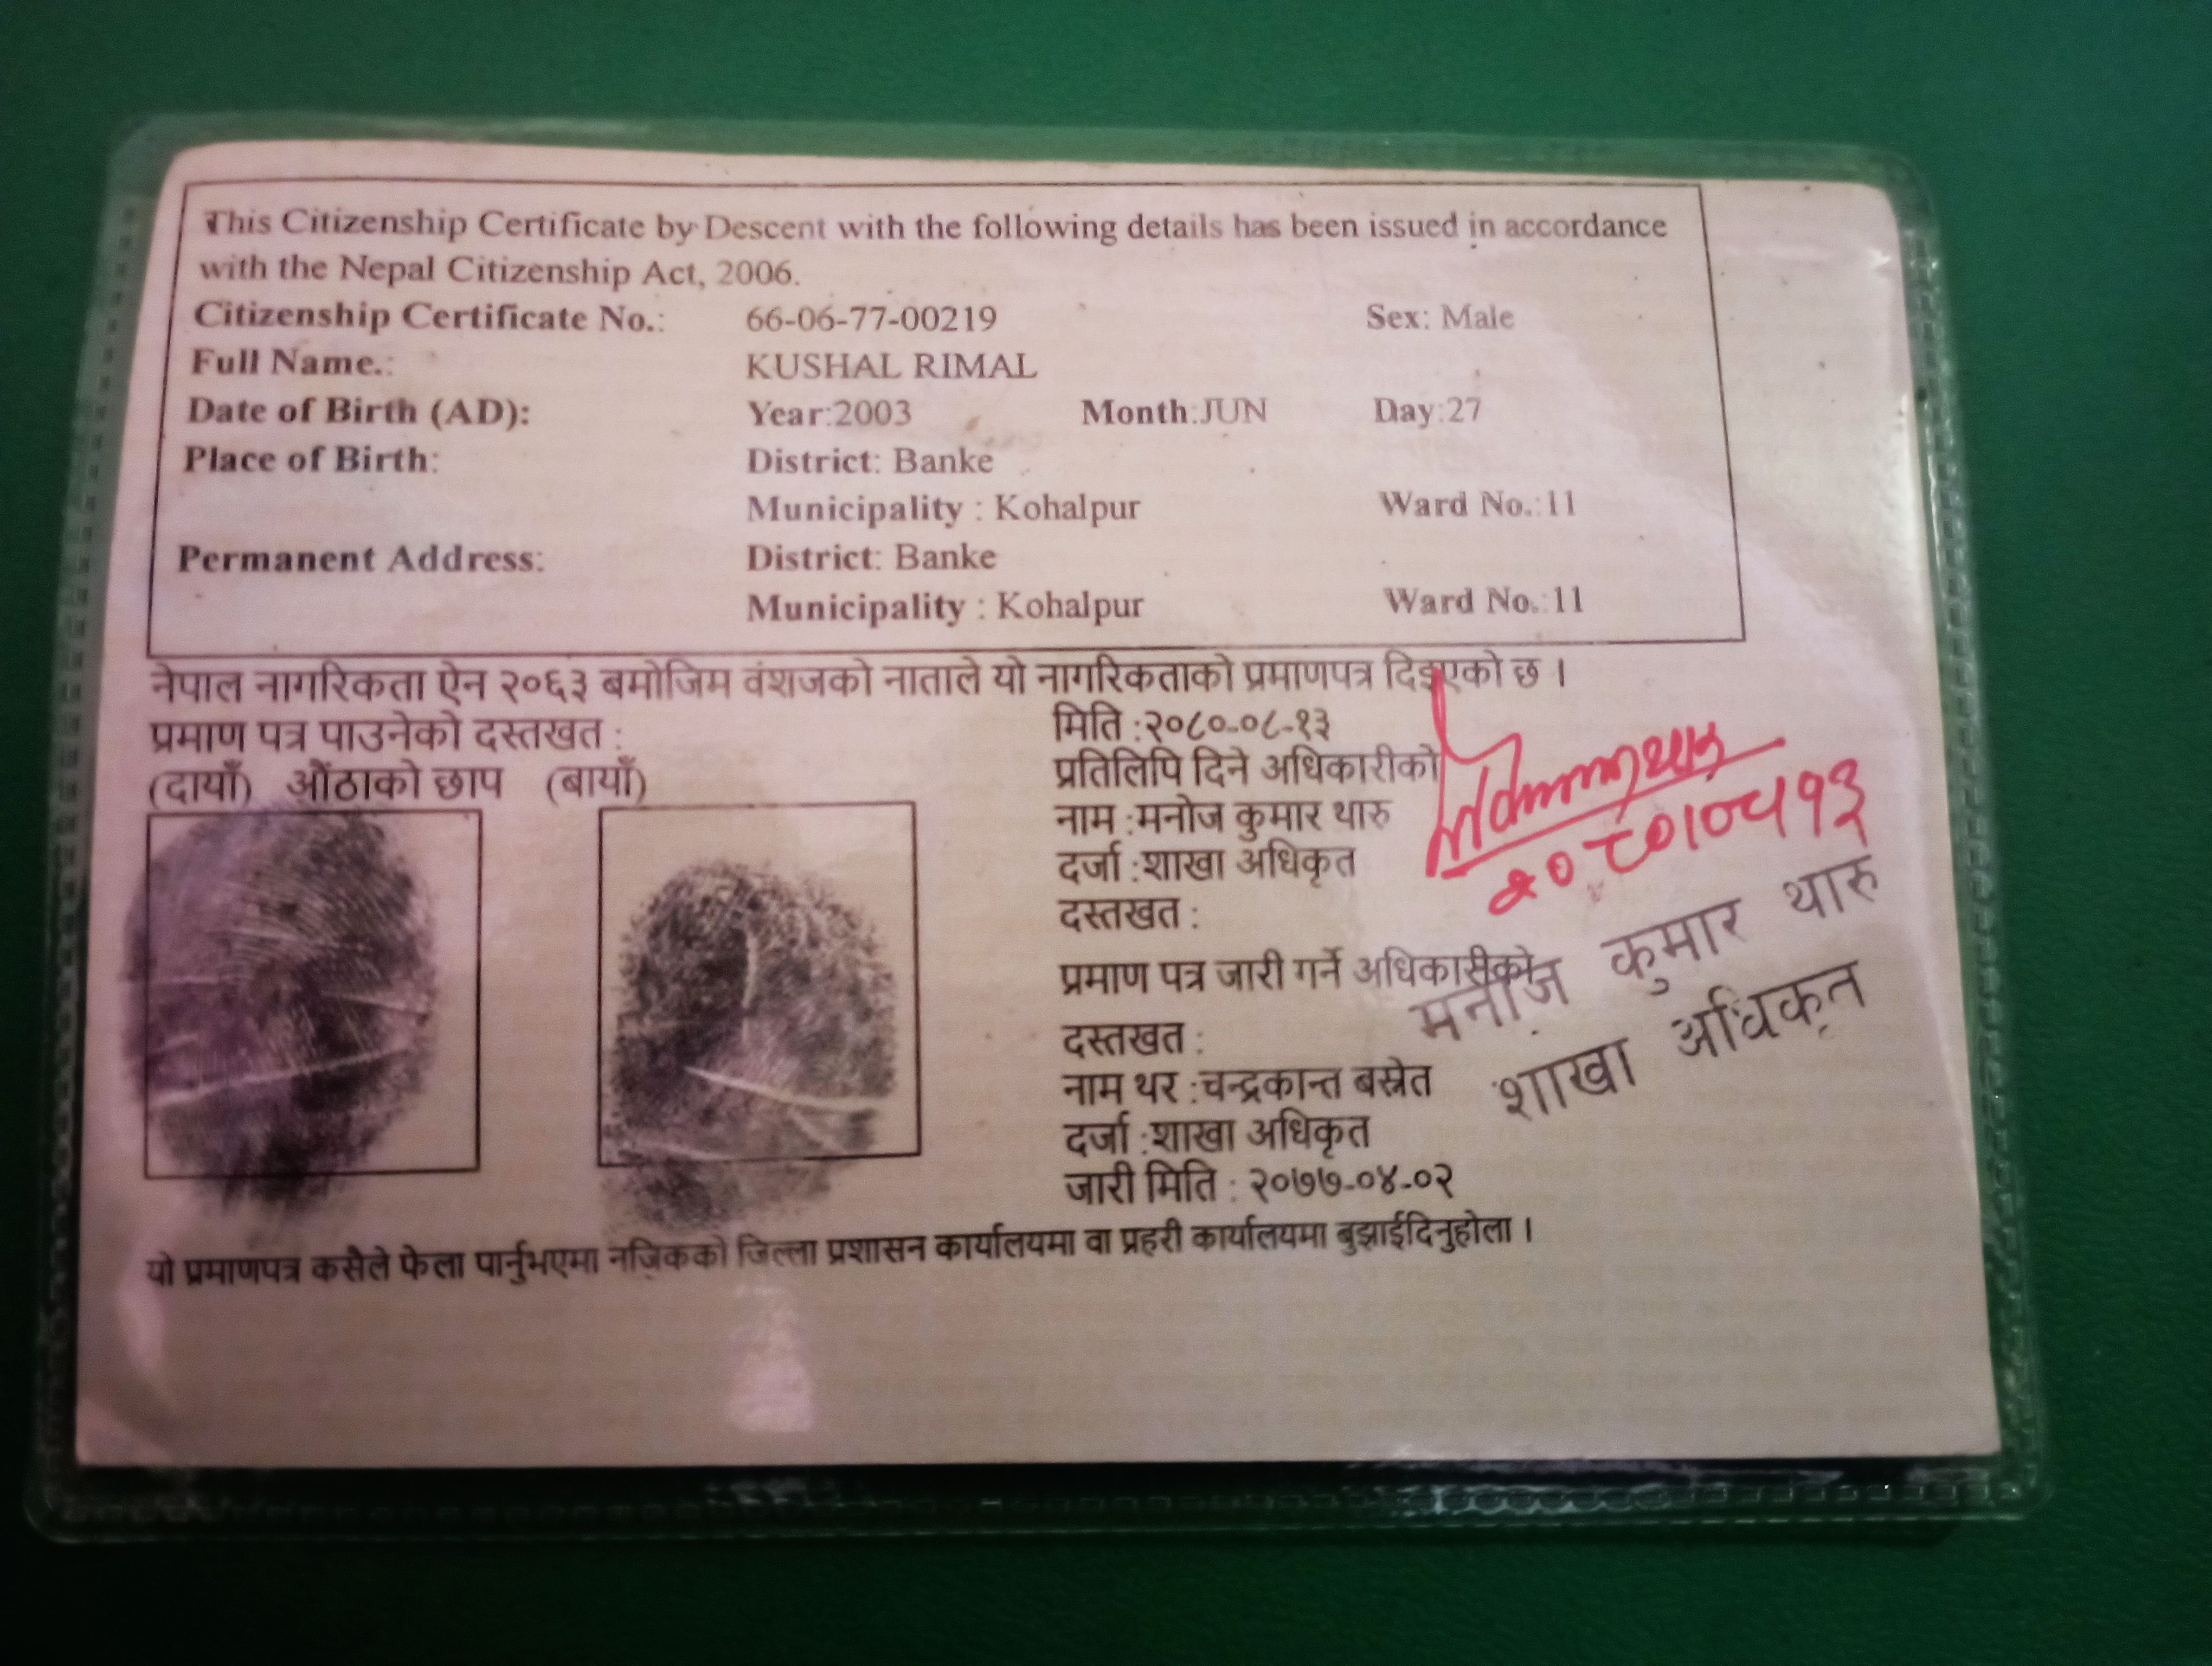 This Citizenship Certificate by Descent with the following details has been issued in accordance
with the Nepal Citizenship Act, 2006.
Citizenship Certificate No.: 66-06-77-00219 Sex: Male
Full Name.: KUSHAL RIMAL
Date of Birth (AD): Year:2003 Month:JUN Day:27
Place of Birth: District: Banke
Municipality : Kohalpur Ward No.:11
Permanent Address: District: Banke
Municipality : Kohalpur Ward No.:11
नेपाल नागरिकता ऐन २०६३ बमोजिम वंशजको नाताले यो नागरिकताको प्रमाणपत्र दिइएको छ ।
प्रमाण पत्र पाउनेको दस्तखत :
(दायाँ) औंठाको छाप (बायाँ)
मिति :२०८०-०८-१३
प्रतिलिपि दिने अधिकारीको
नाम :मनोज कुमार थारु
दर्जा :शाखा अधिकृत
दस्तखत :
२०८०।०८।१३
मनोज कुमार थारु
शाखा अधिकृत
प्रमाण पत्र जारी गर्ने अधिकारीको
दस्तखत :
नाम थर :चन्द्रकान्त बस्नेत
दर्जा :शाखा अधिकृत
जारी मिति : २०७७-०४-०२
यो प्रमाणपत्र कसैले फेला पार्नुभएमा नजिकको जिल्ला प्रशासन कार्यालयमा वा प्रहरी कार्यालयमा बुझाईदिनुहोला ।